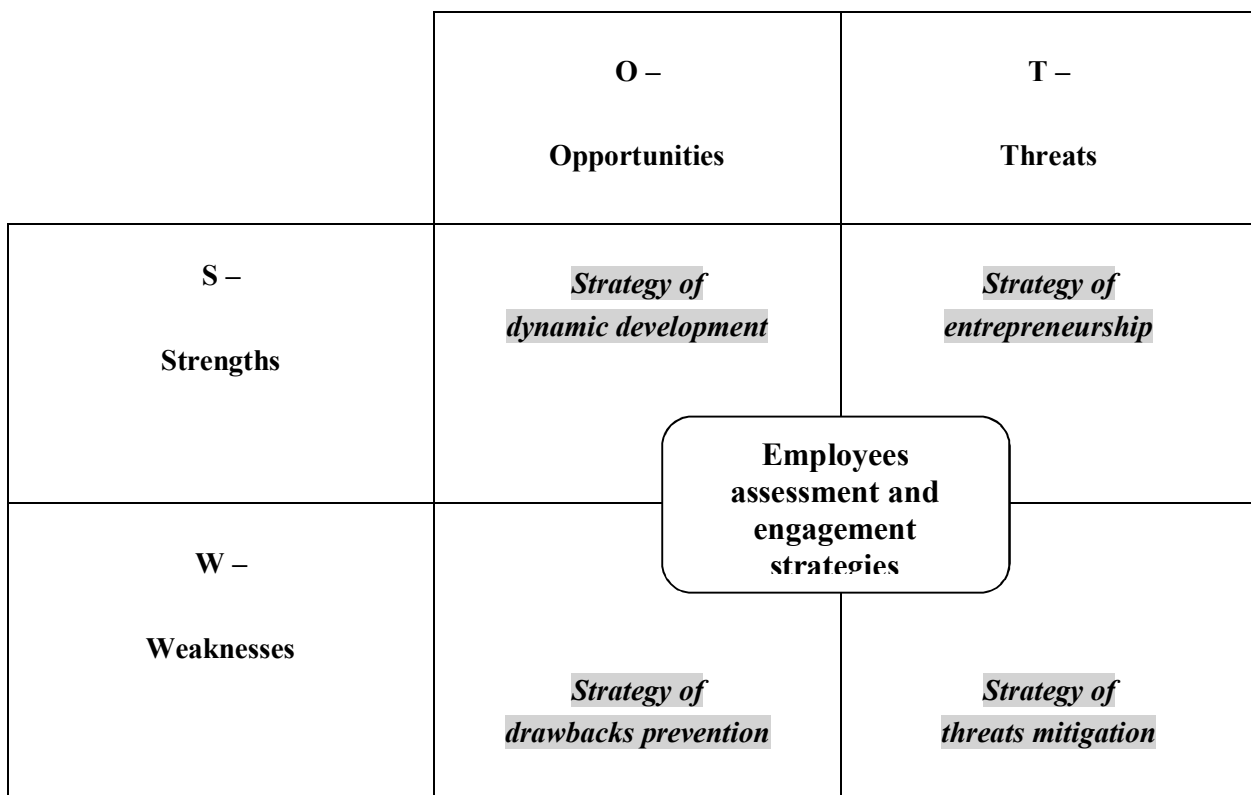 O –
Opportunities
T –
Threats
S –
Strengths
Strategy of
dynamic development
Strategy of
entrepreneurship
Employees
assessment and
engagement
strategies
W –
Weaknesses
Strategy of
drawbacks prevention
Strategy of
threats mitigation